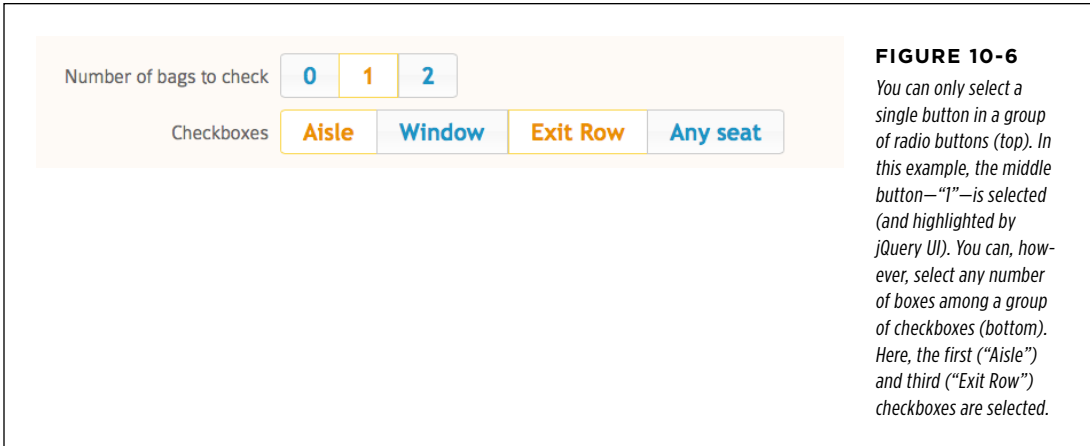 Number of bags to check 0 1 2
Checkboxes Aisle Window Exit Row Any seat
FIGURE 10-6
You can only select a
single button in a group
of radio buttons (top). In
this example, the middle
button—“1”—is selected
(and highlighted by
jQuery UI). You can, how-
ever, select any number
of boxes among a group
of checkboxes (bottom).
Here, the first (“Aisle”)
and third (“Exit Row”)
checkboxes are selected.